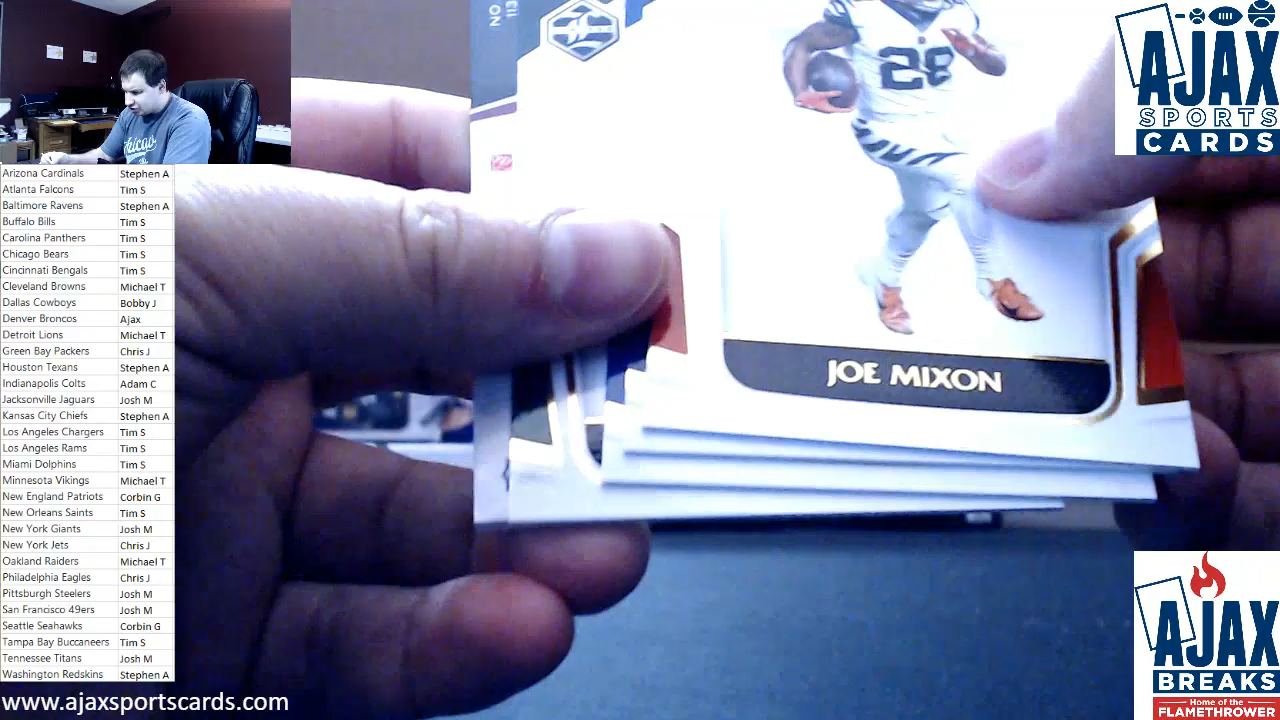 Arizona Cardinals Stephen A
Atlanta Falcons Tim S
Baltimore Ravens Stephen A
Buffalo Bills Tim S
Carolina Panthers Tim S
Chicago Bears Tim S
Cincinnati Bengals Tim S
Cleveland Browns Michael T
Dallas Cowboys Bobby J
Denver Broncos Ajax
Detroit Lions Michael T
Green Bay Packers Chris J
Houston Texans Stephen A
Indianapolis Colts Adam C
Jacksonville Jaguars Josh M
Kansas City Chiefs Stephen A
Los Angeles Chargers Tim S
Los Angeles Rams Tim S
Miami Dolphins Tim S
Minnesota Vikings Michael T
New England Patriots Corbin G
New Orleans Saints Tim S
New York Giants Josh M
New York Jets Chris J
Oakland Raiders Michael T
Philadelphia Eagles Chris J
Pittsburgh Steelers Josh M
San Francisco 49ers Josh M
Seattle Seahawks Corbin G
Tampa Bay Buccaneers Tim S
Tennessee Titans Josh M
Washington Redskins Stephen A
www.ajaxsportscards.com
NO
113
28
JOE MIXON
AJAX
SPORTS
CARDS
AJAX
BREAKS
Home of the
FLAMETHROWER